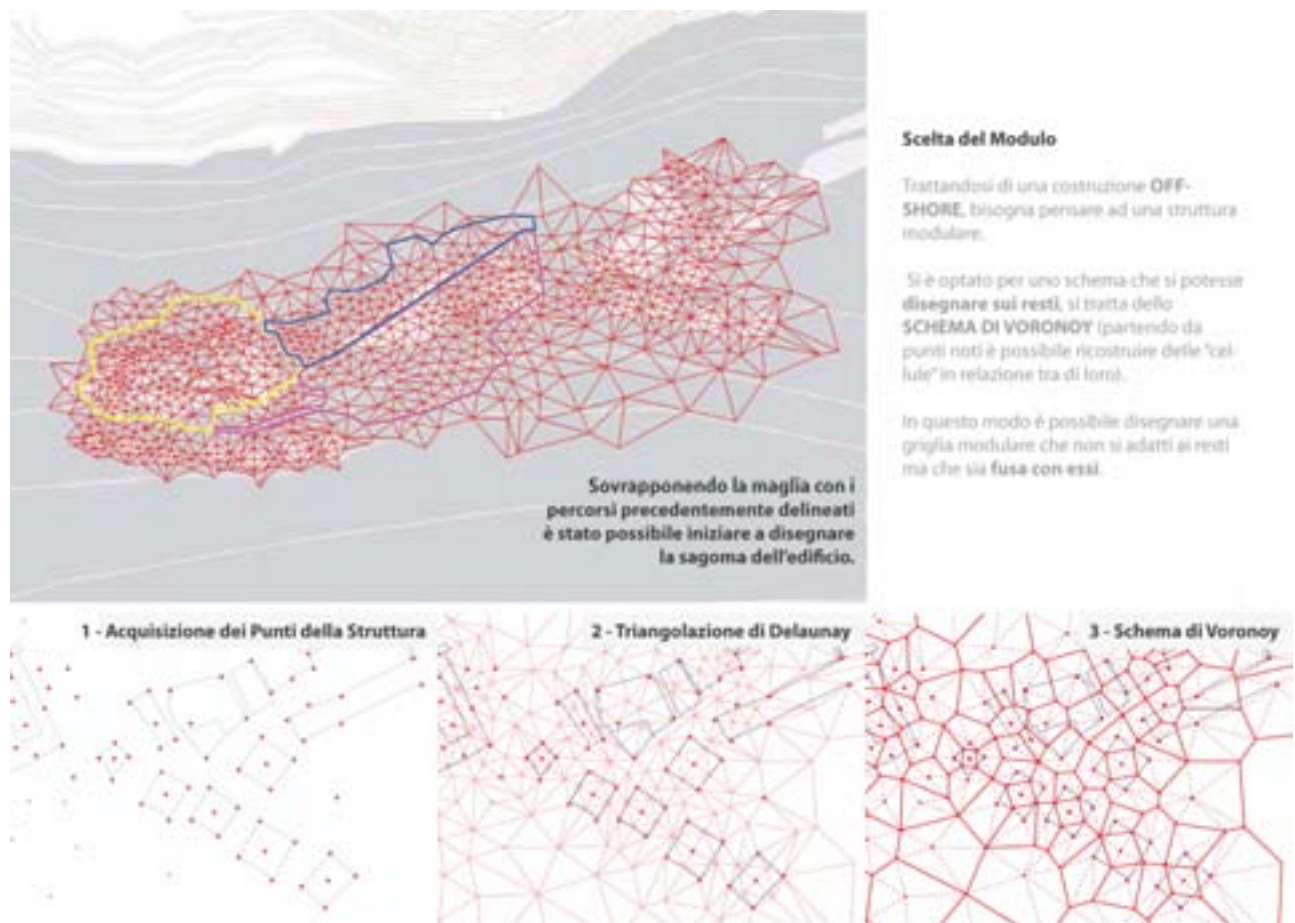 Scelta del Modulo
Trattandosi di una costruzione OFF-
SHORE, bisogna pensare ad una struttura
modulare.
Si è optato per uno schema che si potesse
disegnare sui resti, si tratta dello
SCHEMA DI VORONOY (partendo da
punti noti è possibile ricostruire delle "cel-
lule" in relazione tra di loro).
In questo modo è possibile disegnare una
griglia modulare che non si adatti ai resti
ma che sia fusa con essi.
Sovrapponendo la maglia con i
percorsi precedentemente delineati
è stato possibile iniziare a disegnare
la sagoma dell'edificio.
1 - Acquisizione dei Punti della Struttura
2 - Triangolazione di Delaunay
3 - Schema di Voronoy